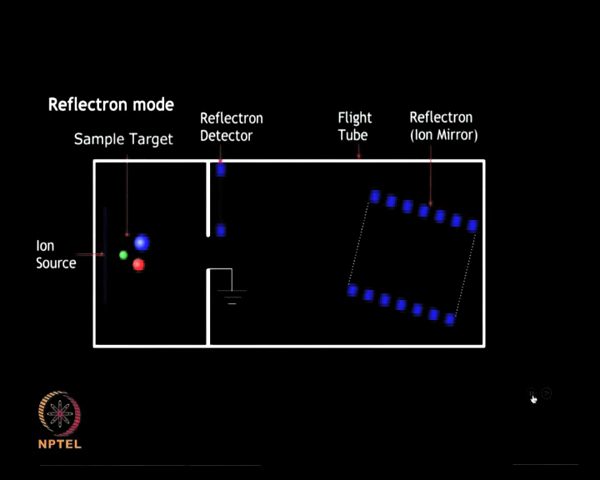 Reflectron mode
Sample Target
Reflectron
Detector
Flight
Tube
Reflectron
(Ion Mirror)
Ion
Source
NPTEL